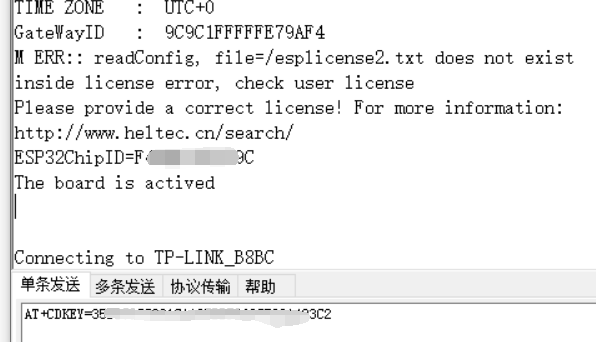 TIME ZONE : UTC+0
GateWayID : 9C9C1FFFFFE79AF4
M ERR:: readConfig, file=/esplicense2.txt does not exist
inside license error, check user license
Please provide a correct license! For more information:
http://www.heltec.cn/search/
ESP32ChipID=F4 9C
The board is actived
Connecting to TP-LINK_B8BC
单条发送 多条发送 协议传输 帮助
AT+CDKEY=35 3C2